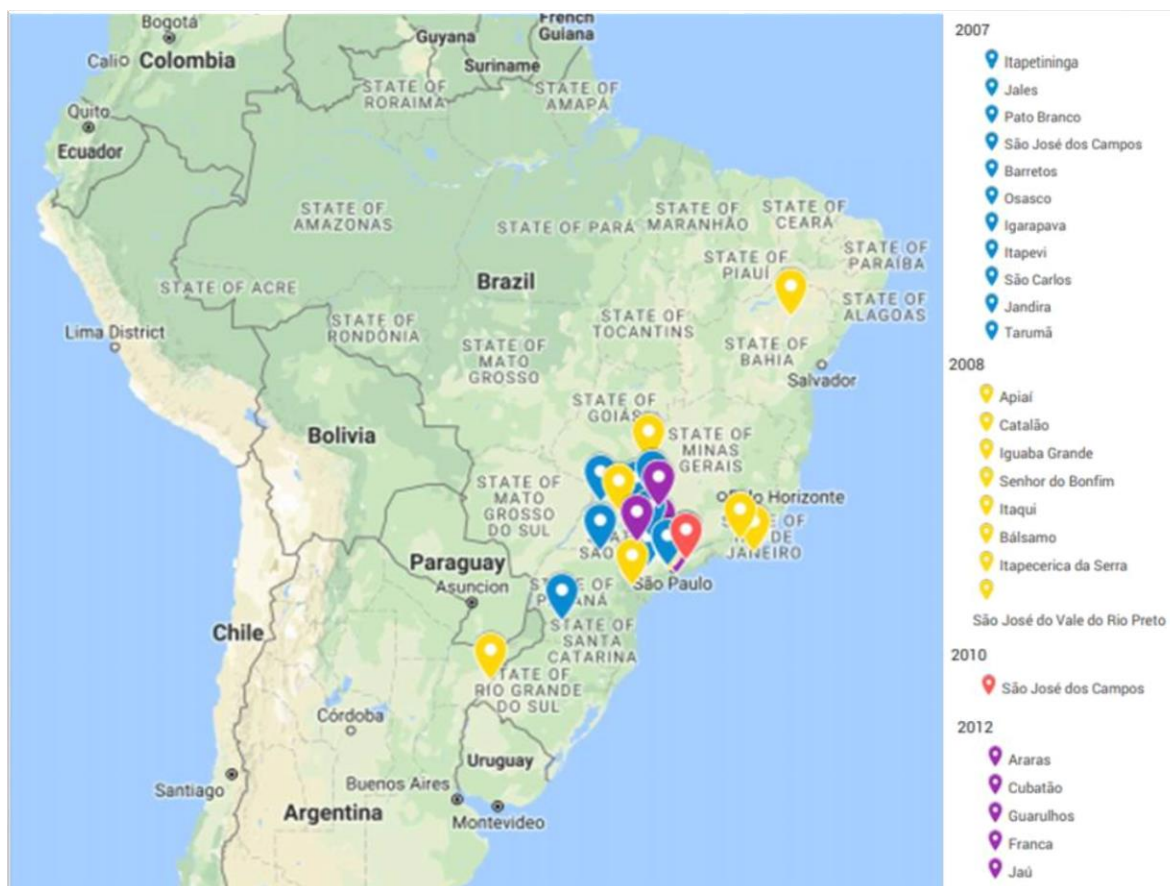 Bogotá
Cali
Colombia
Guyana
French
Guiana
Suriname
STATE OF
RORAIMA
STATE OF
AMAPÁ
Quito
Ecuador
STATE OF
AMAZONAS
STATE OF PARÁ
STATE OF
MARANHÃO
STATE OF
CEARÁ
STATE OF
PIAUÍ
STATE OF
PARAÍBA
STATE OF ACRE
Brazil
STATE OF
ALAGOAS
Lima District
STATE OF
RONDÔNIA
STATE OF
TOCANTINS
STATE OF
MATO
GROSSO
STATE OF
BAHIA
Salvador
STATE OF
GOIÁS
Bolivia
STATE OF
MINAS
GERAIS
STATE OF
MATO
GROSSO
DO SUL
Horizonte
STATE OF
DE
JANEIRO
Paraguay
Asuncion
São Paulo
STATE OF
Chile
STATE OF
SANTA
CATARINA
RIO GRANDE
DO SUL
Córdoba
Uruguay
Santiago
Buenos Aires
Argentina
Montevideo
2007
Itapetininga
Jales
Pato Branco
São José dos Campos
Barretos
Osasco
Igarapava
Itapevi
São Carlos
Jandira
Tarumã
2008
Apiaí
Catalão
Iguaba Grande
Senhor do Bonfim
Itaqui
Bálsamo
Itapecerica da Serra
São José do Vale do Rio Preto
2010
São José dos Campos
2012
Araras
Cubatão
Guarulhos
Franca
Jaú